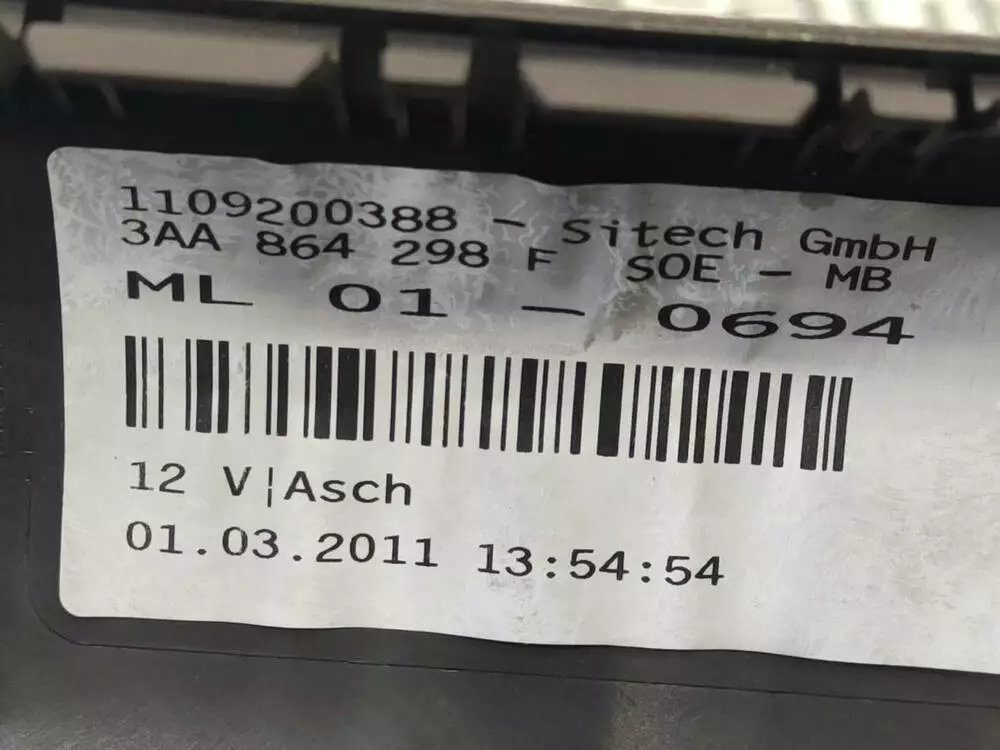 1109200388 - Sitech GmbH
3AA 864 298 F SOE - MB
ML 01 - 0694
12 V¦Asch
01.03.2011 13:54:54